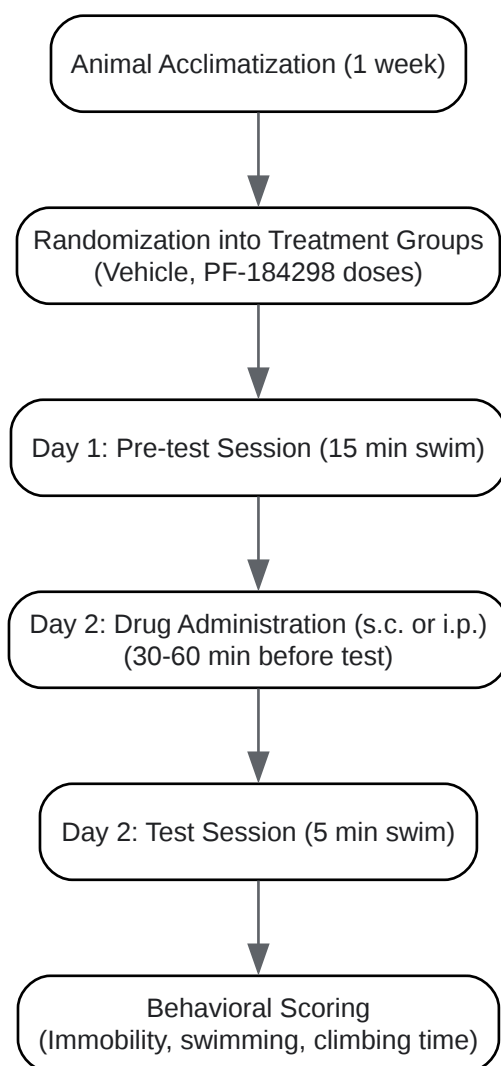 Animal Acclimatization (1 week)
Randomization into Treatment Groups
(Vehicle, PF-184298 doses)
Day 1: Pre-test Session (15 min swim)
Day 2: Drug Administration (s.c. or i.p.)
(30-60 min before test)
Day 2: Test Session (5 min swim)
Behavioral Scoring
(Immobility, swimming, climbing time)